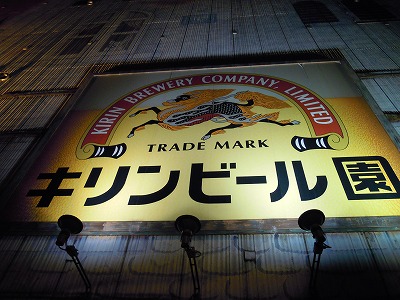 KIRIN BREWERY COMPANY, LIMITED
TRADE MARK
キリンビール園